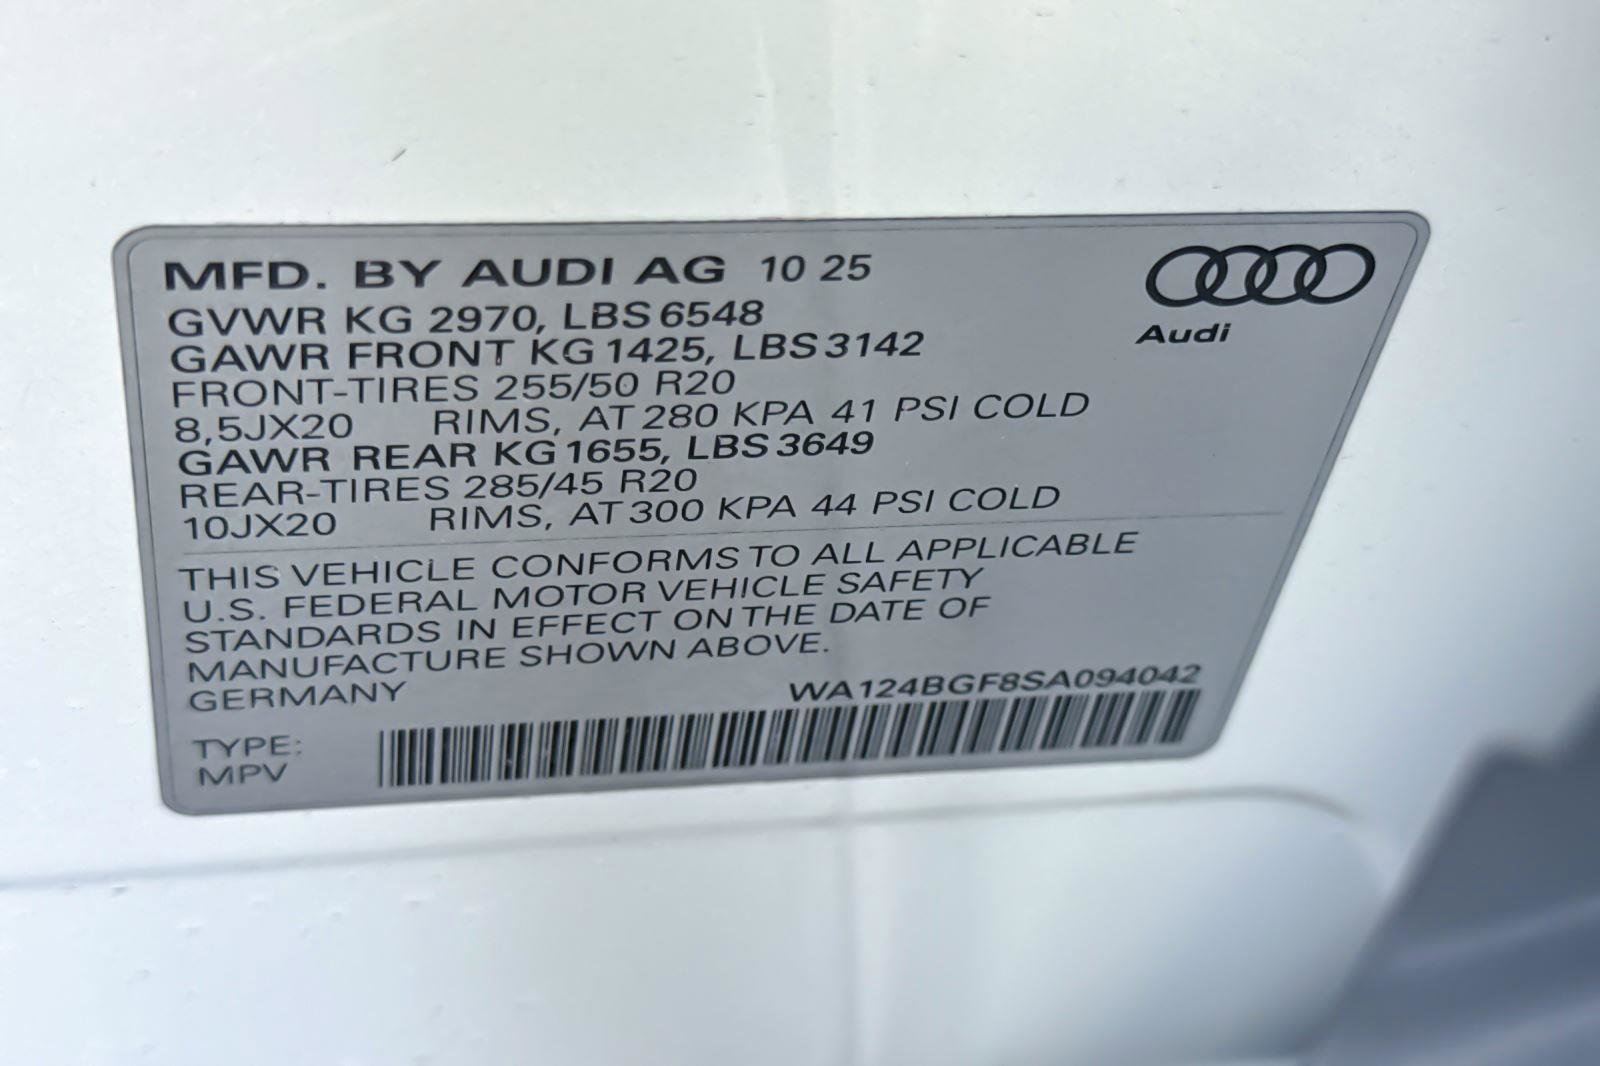 MFD. BY AUDI AG 10 25
GVWR KG 2970, LBS 6548
GAWR FRONT KG 1425, LBS 3142
FRONT-TIRES 255/50 R20
8,5JX20 RIMS, AT 280 KPA 41 PSI COLD
GAWR REAR KG 1655, LBS 3649
REAR-TIRES 285/45 R20
10JX20 RIMS, AT 300 KPA 44 PSI COLD
Audi
THIS VEHICLE CONFORMS TO ALL APPLICABLE
U.S. FEDERAL MOTOR VEHICLE SAFETY
STANDARDS IN EFFECT ON THE DATE OF
MANUFACTURE SHOWN ABOVE.
GERMANY WA124BGF8SA094042
TYPE:
MPV